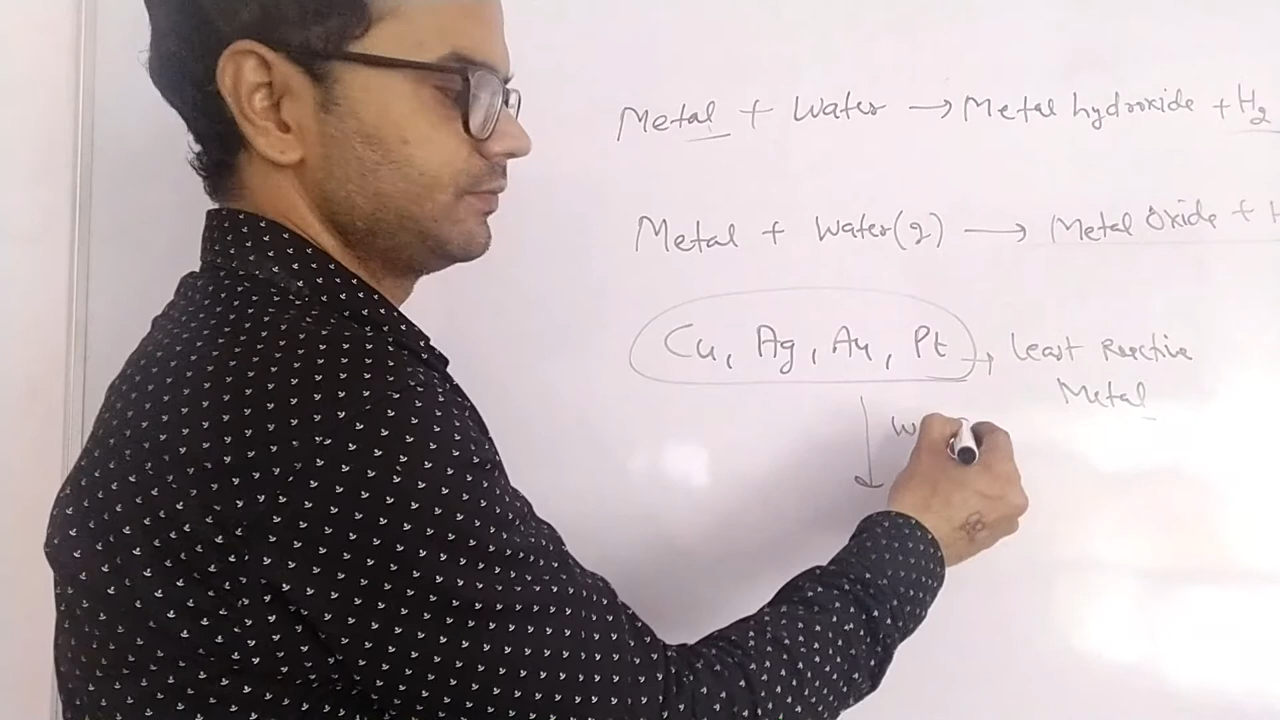 Metal + Water → Metal hydroxide + H₂
Metal + Water(g) → Metal Oxide + H
Cu, Ag, Au, Pt → Least Reactive
Metal
W